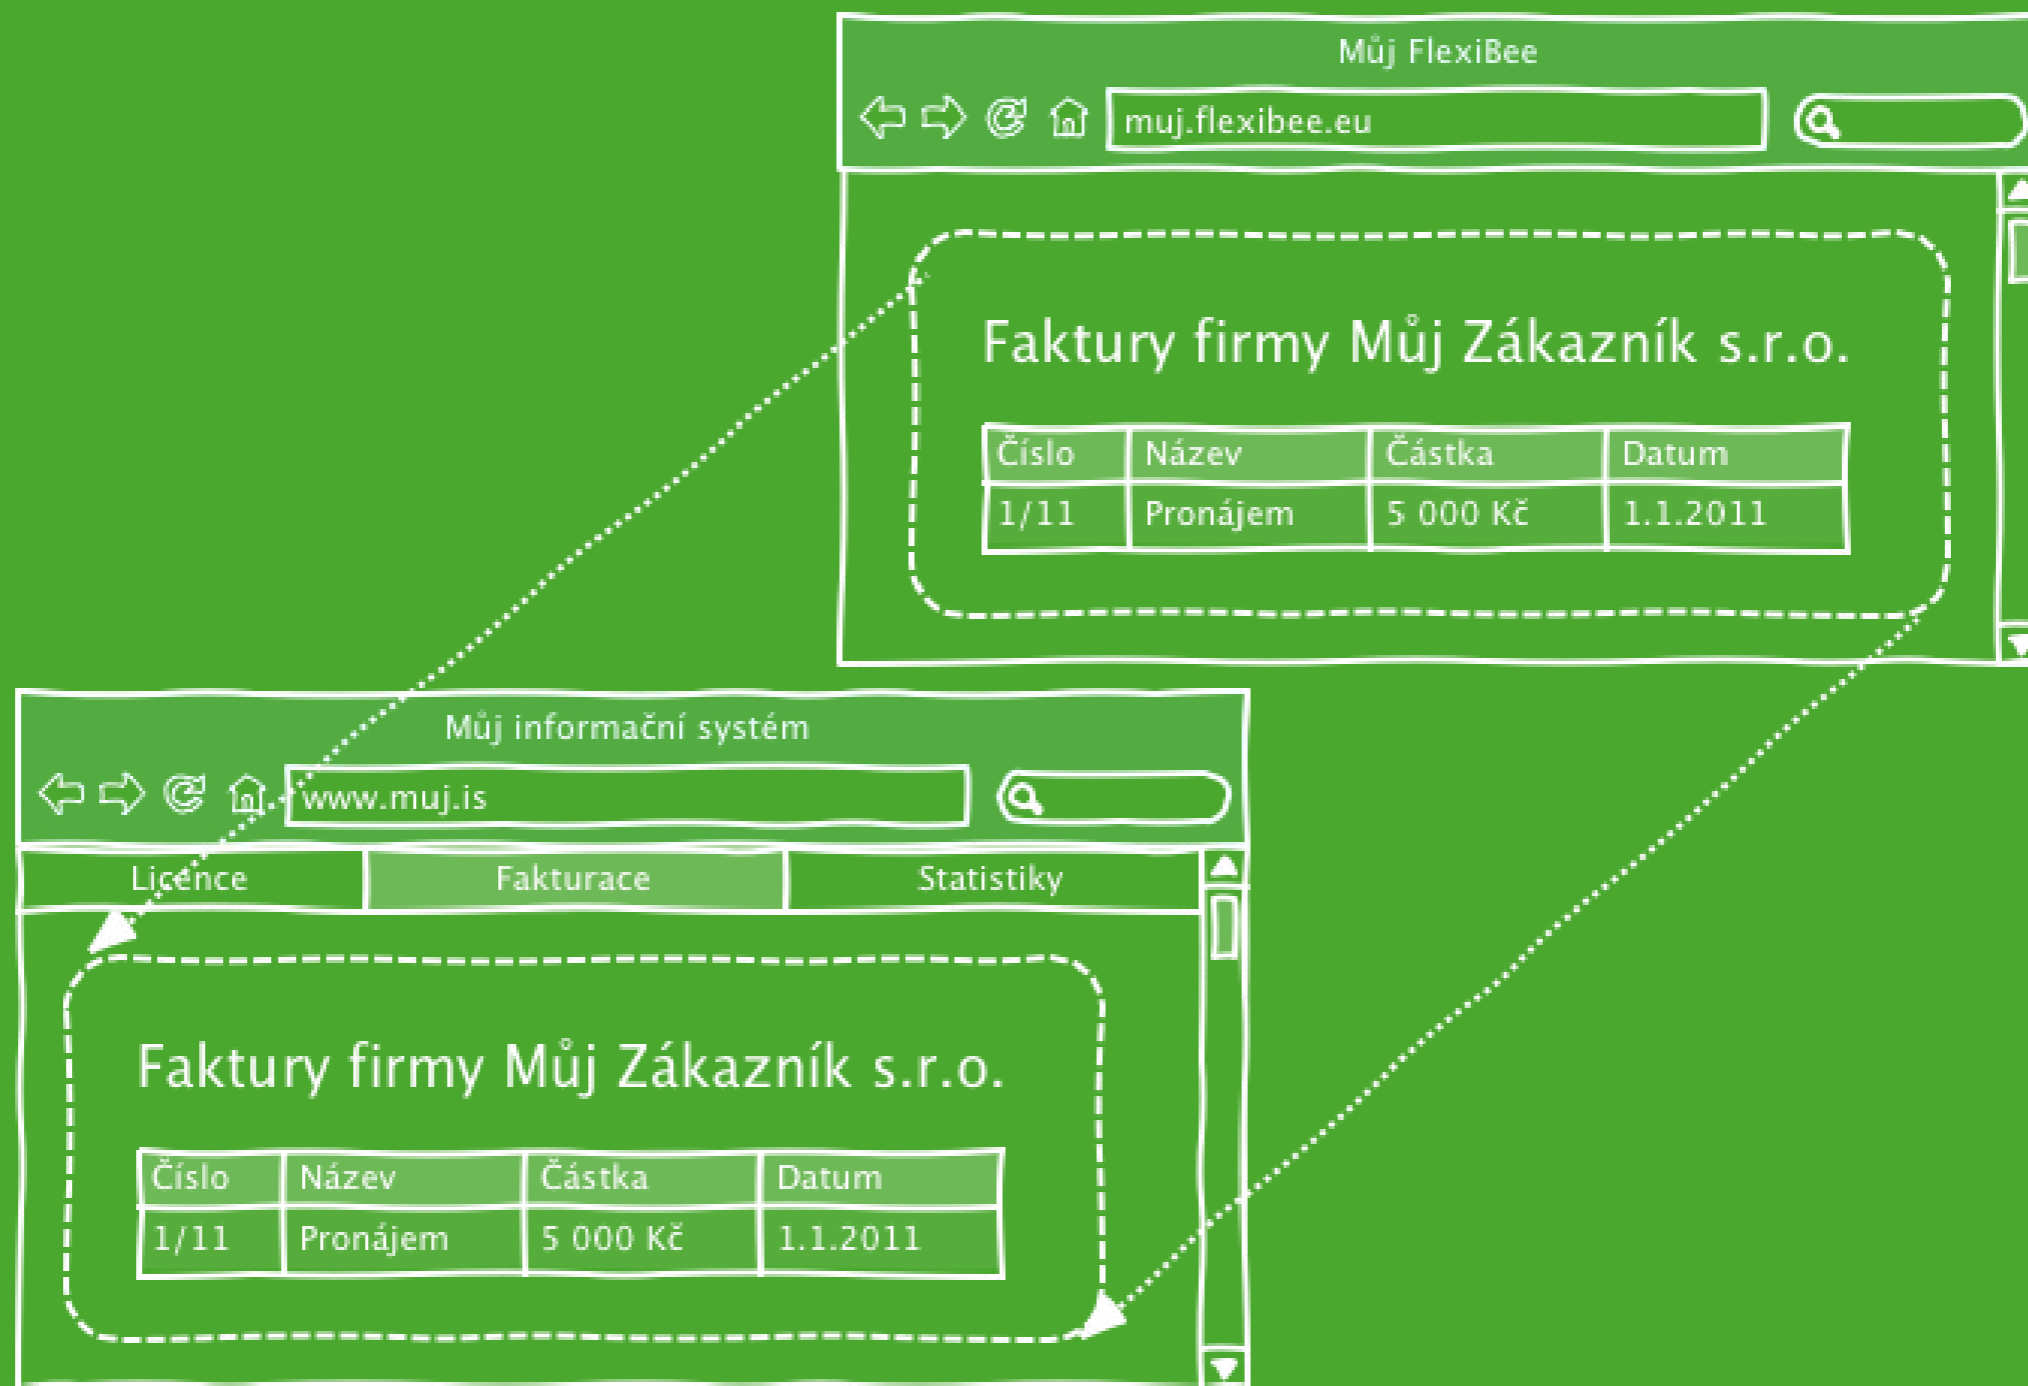 Můj FlexiBee
muj.flexibee.eu
Faktury firmy Můj Zákazník s.r.o.
Číslo Název Částka Datum
1/11 Pronájem 5 000 Kč 1.1.2011
Můj informační systém
www.muj.is
Licence Fakturace Statistiky
Faktury firmy Můj Zákazník s.r.o.
Číslo Název Částka Datum
1/11 Pronájem 5 000 Kč 1.1.2011